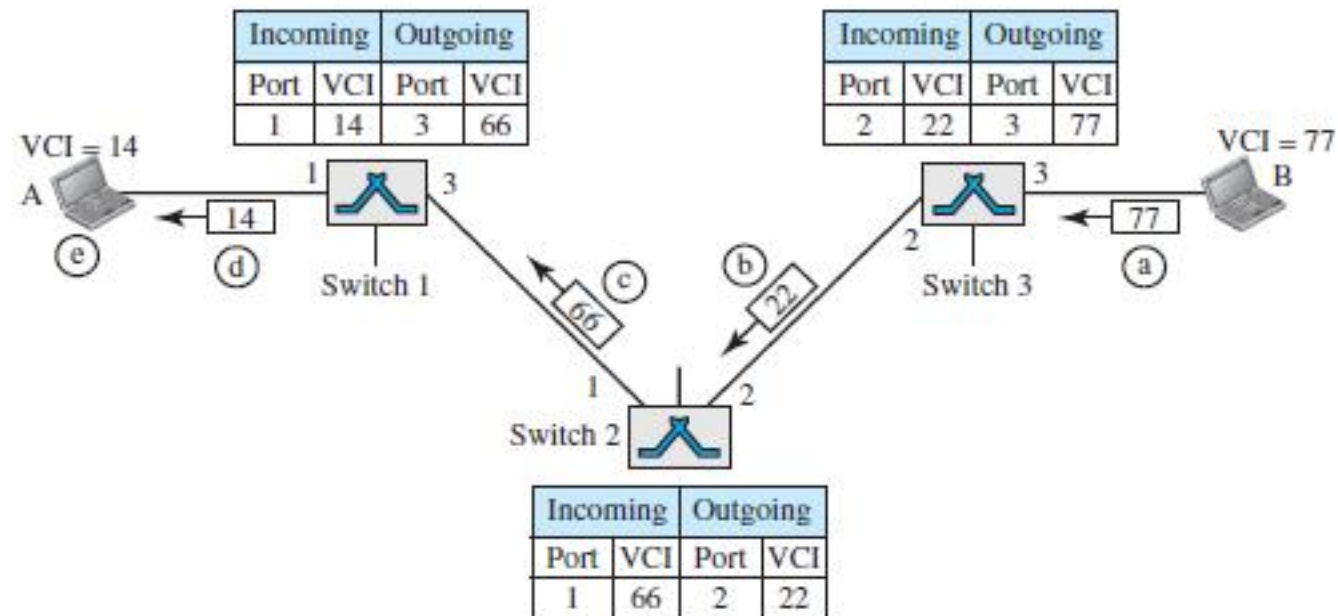 Incoming Outgoing
Port VCI Port VCI
1 14 3 66
Incoming Outgoing
Port VCI Port VCI
2 22 3 77
VCI = 14
A
1
3
14
e
d
Switch 1
VCI = 77
B
3
2
77
a
Switch 3
b
22
c
66
1
2
Switch 2
Incoming Outgoing
Port VCI Port VCI
1 66 2 22